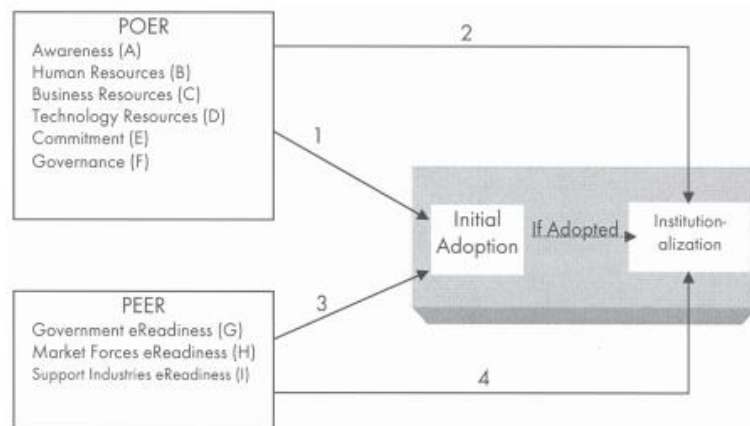 POER
Awareness (A)
Human Resources (B)
Business Resources (C)
Technology Resources (D)
Commitment (E)
Governance (F)
2
1
Initial
Adoption
If Adopted
Institution-
alization
PEER
Government eReadiness (G)
Market Forces eReadiness (H)
Support Industries eReadiness (I)
3
4